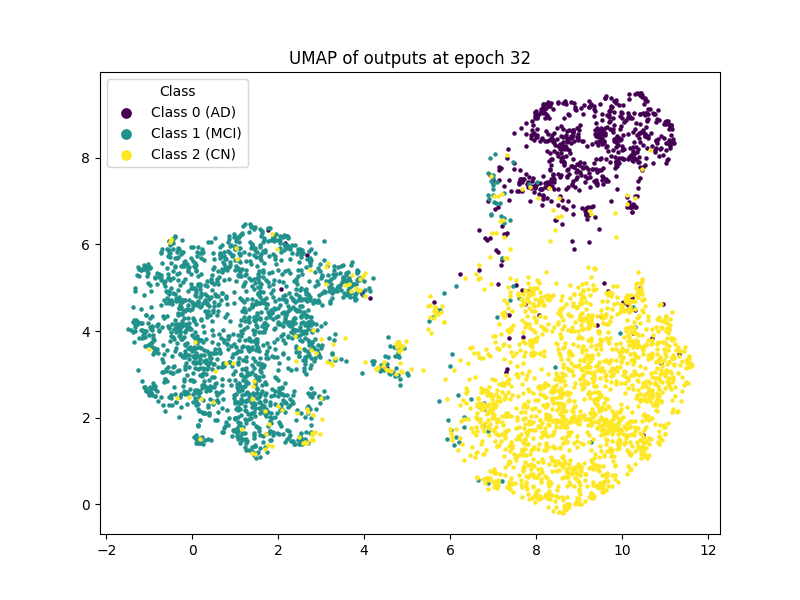 UMAP of outputs at epoch 32
Class
Class 0 (AD)
Class 1 (MCI)
Class 2 (CN)
8
6
4
2
0
−2 0 2 4 6 8 10 12